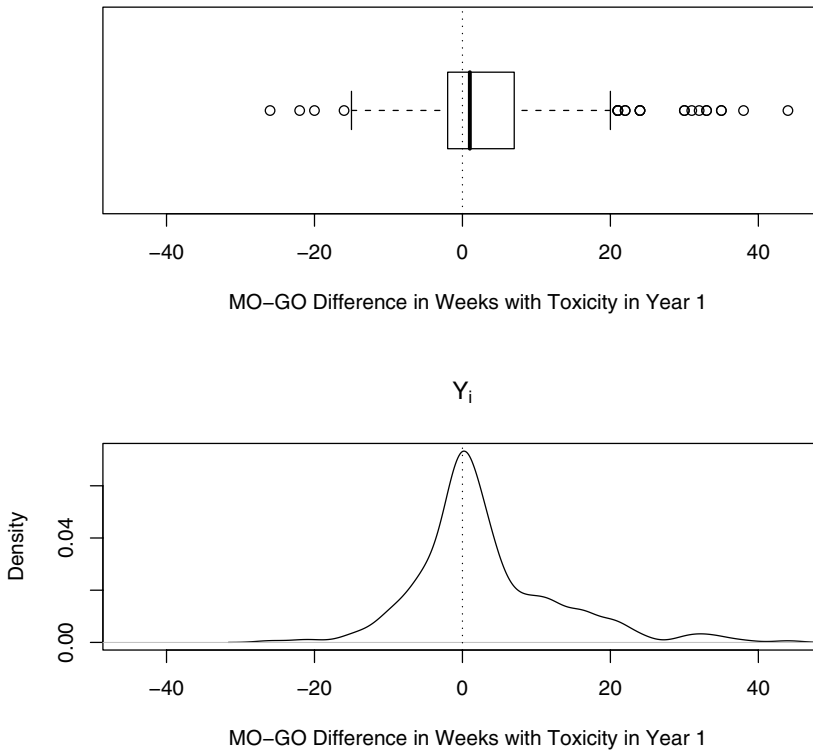 −40 −20 0 20 40
MO−GO Difference in Weeks with Toxicity in Year 1
Yi
Density
0.04
0.00
−40 −20 0 20 40
MO−GO Difference in Weeks with Toxicity in Year 1